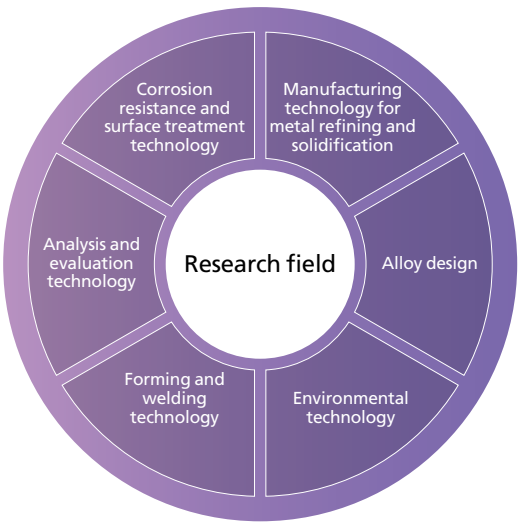 Corrosion
resistance and
surface treatment
technology
Manufacturing
technology for
metal refining and
solidification
Analysis and
evaluation
technology
Research field
Alloy design
Forming and
welding
technology
Environmental
technology